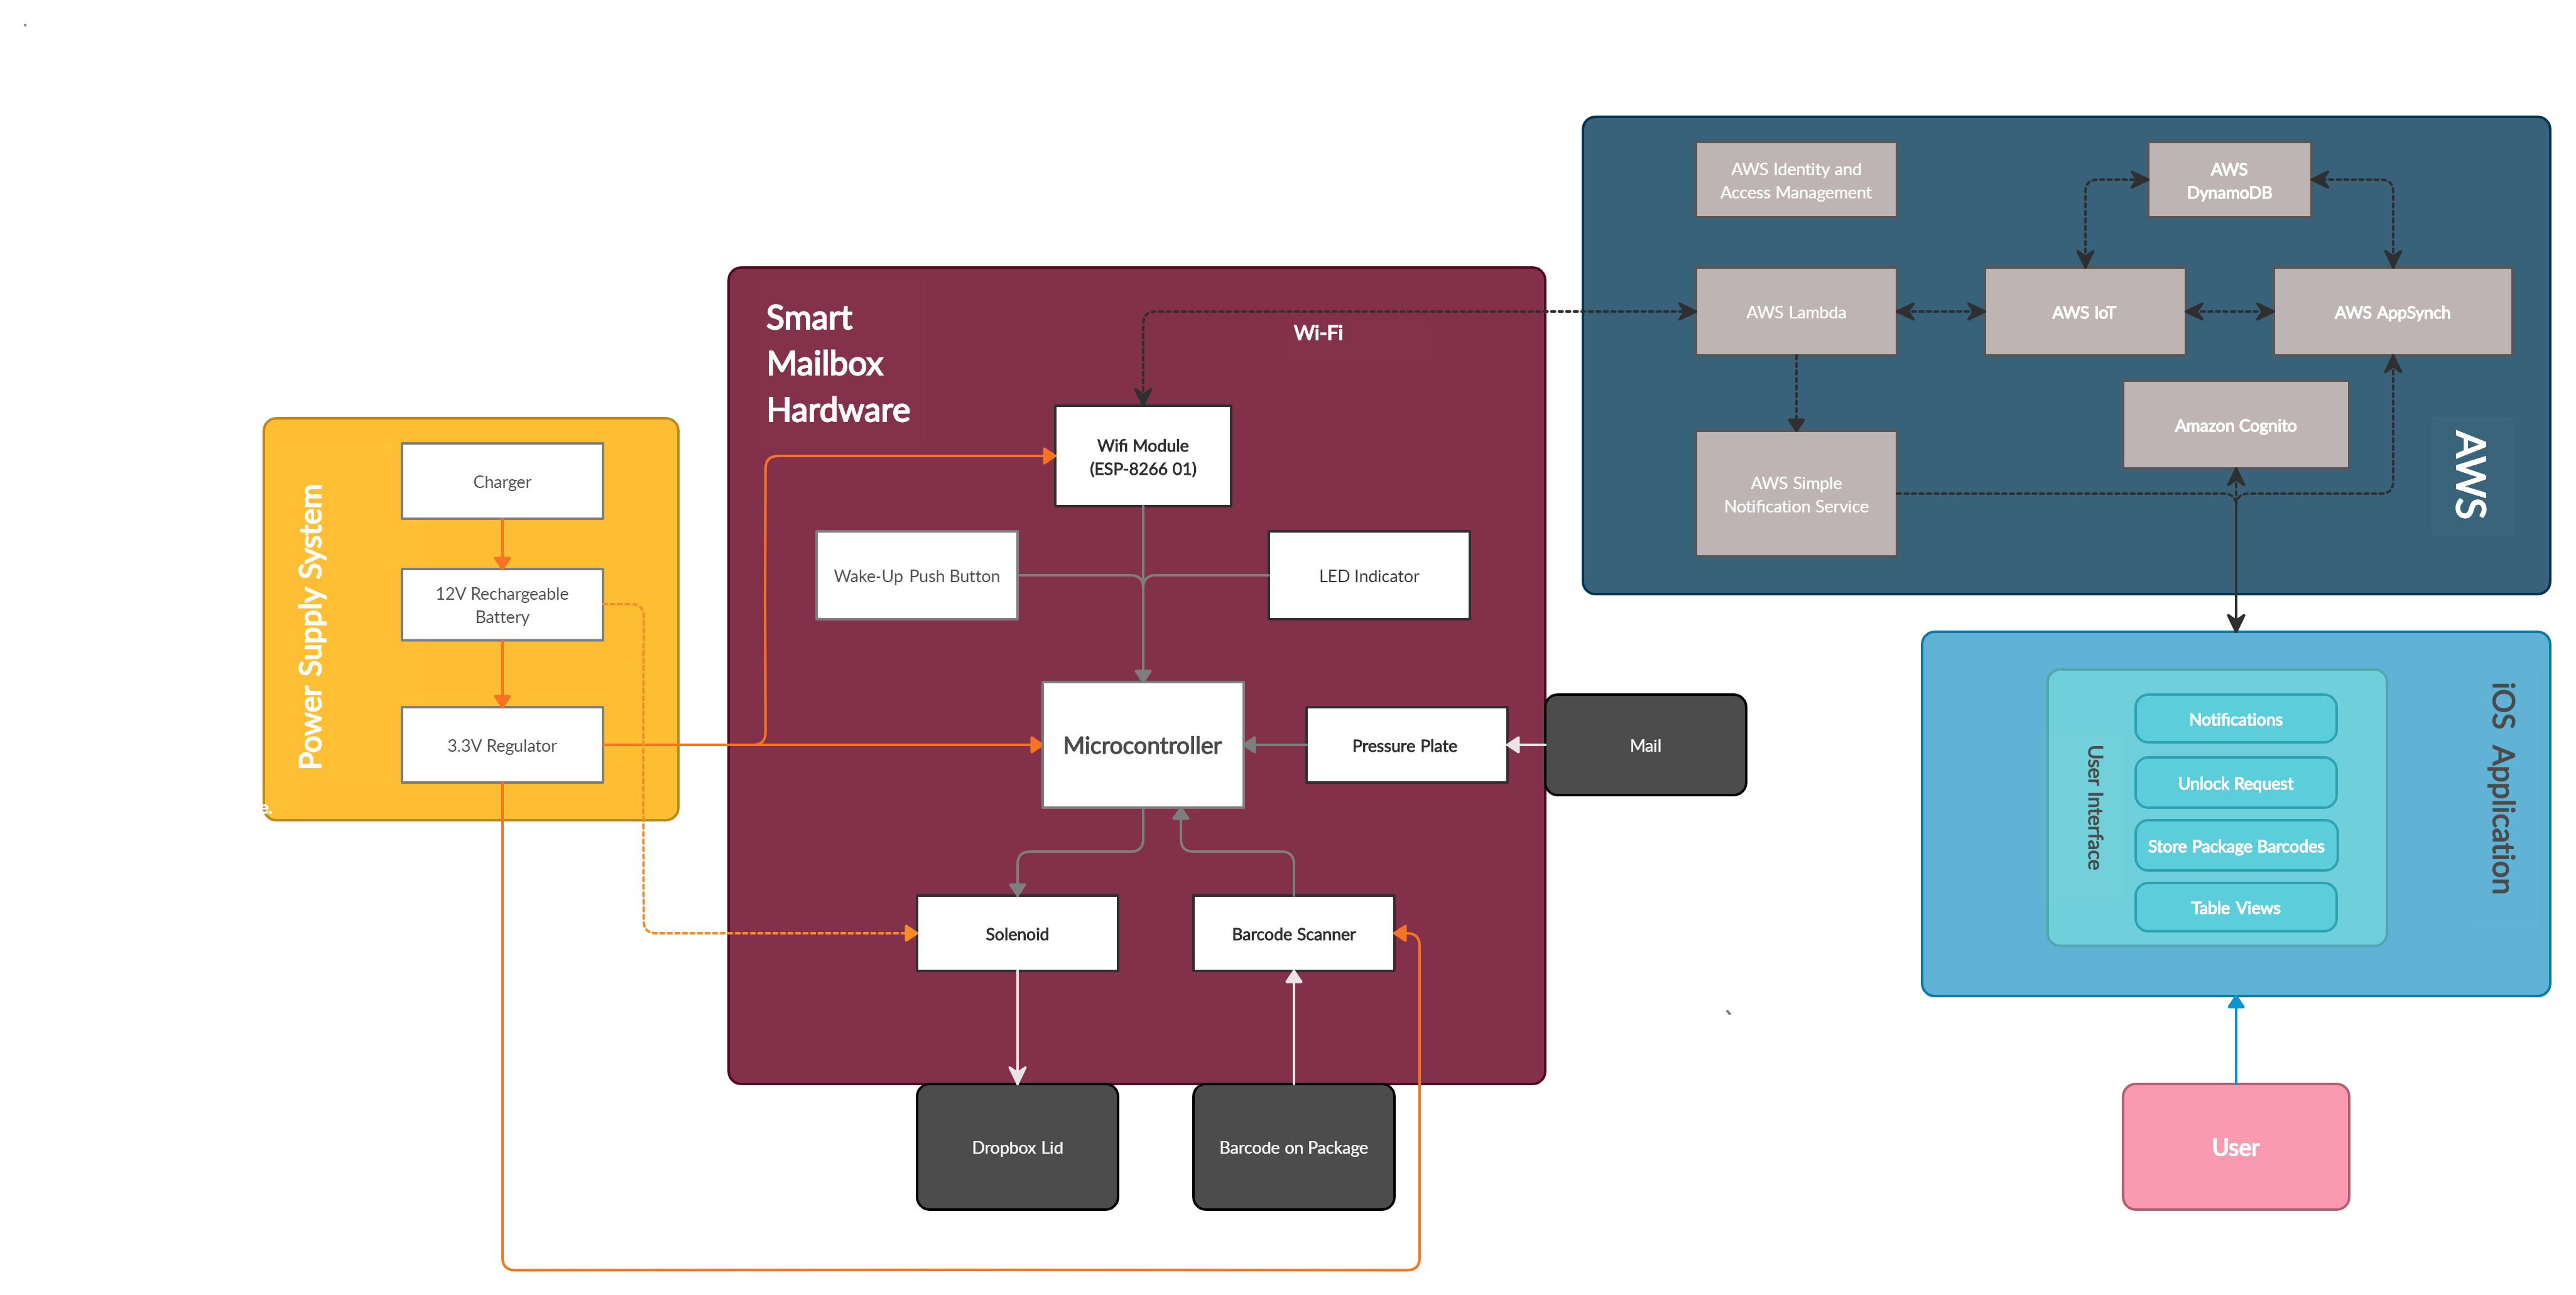 AWS Identity and
Access Management
AWS
DynamoDB
AWS Lambda
AWS IoT
AWS AppSynch
Amazon Cognito
AWS Simple
Notification Service
AWS
Smart
Mailbox
Hardware
Wi-Fi
Wifi Module
(ESP-8266 01)
Wake-Up Push Button
LED Indicator
Microcontroller
Pressure Plate
Mail
Solenoid
Barcode Scanner
Dropbox Lid
Barcode on Package
Power Supply System
Charger
12V Rechargeable
Battery
3.3V Regulator
e.
iOS Application
User Interface
Notifications
Unlock Request
Store Package Barcodes
Table Views
User